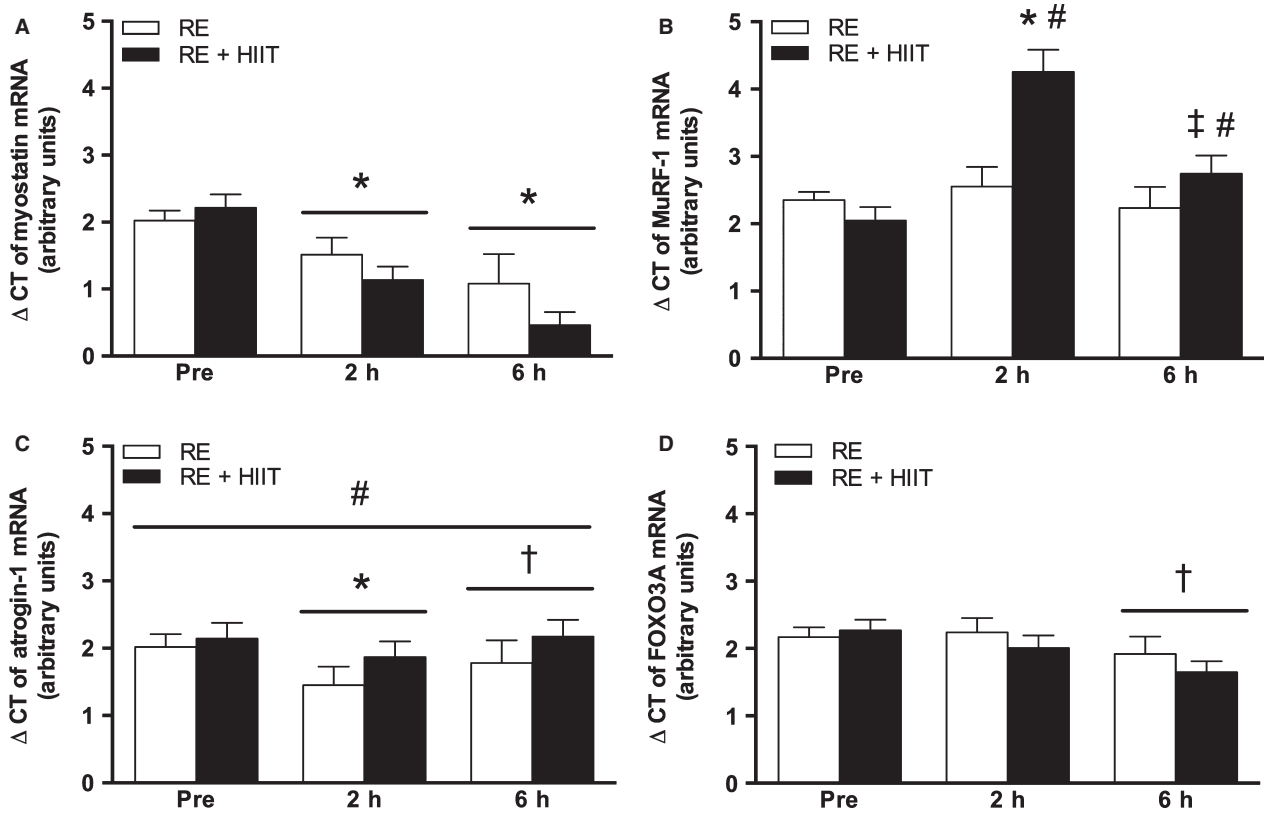 A
Δ CT of myostatin mRNA
(arbitrary units)
5
4
3
2
1
0
RE
RE + HIIT
*
*
Pre 2 h 6 h
B
Δ CT of MuRF-1 mRNA
(arbitrary units)
5
4
3
2
1
0
RE
RE + HIIT
* #
‡ #
Pre 2 h 6 h
C
Δ CT of atrogin-1 mRNA
(arbitrary units)
5
4
3
2
1
0
RE
RE + HIIT
#
*
†
Pre 2 h 6 h
D
Δ CT of FOXO3A mRNA
(arbitrary units)
5
4
3
2
1
0
RE
RE + HIIT
†
Pre 2 h 6 h